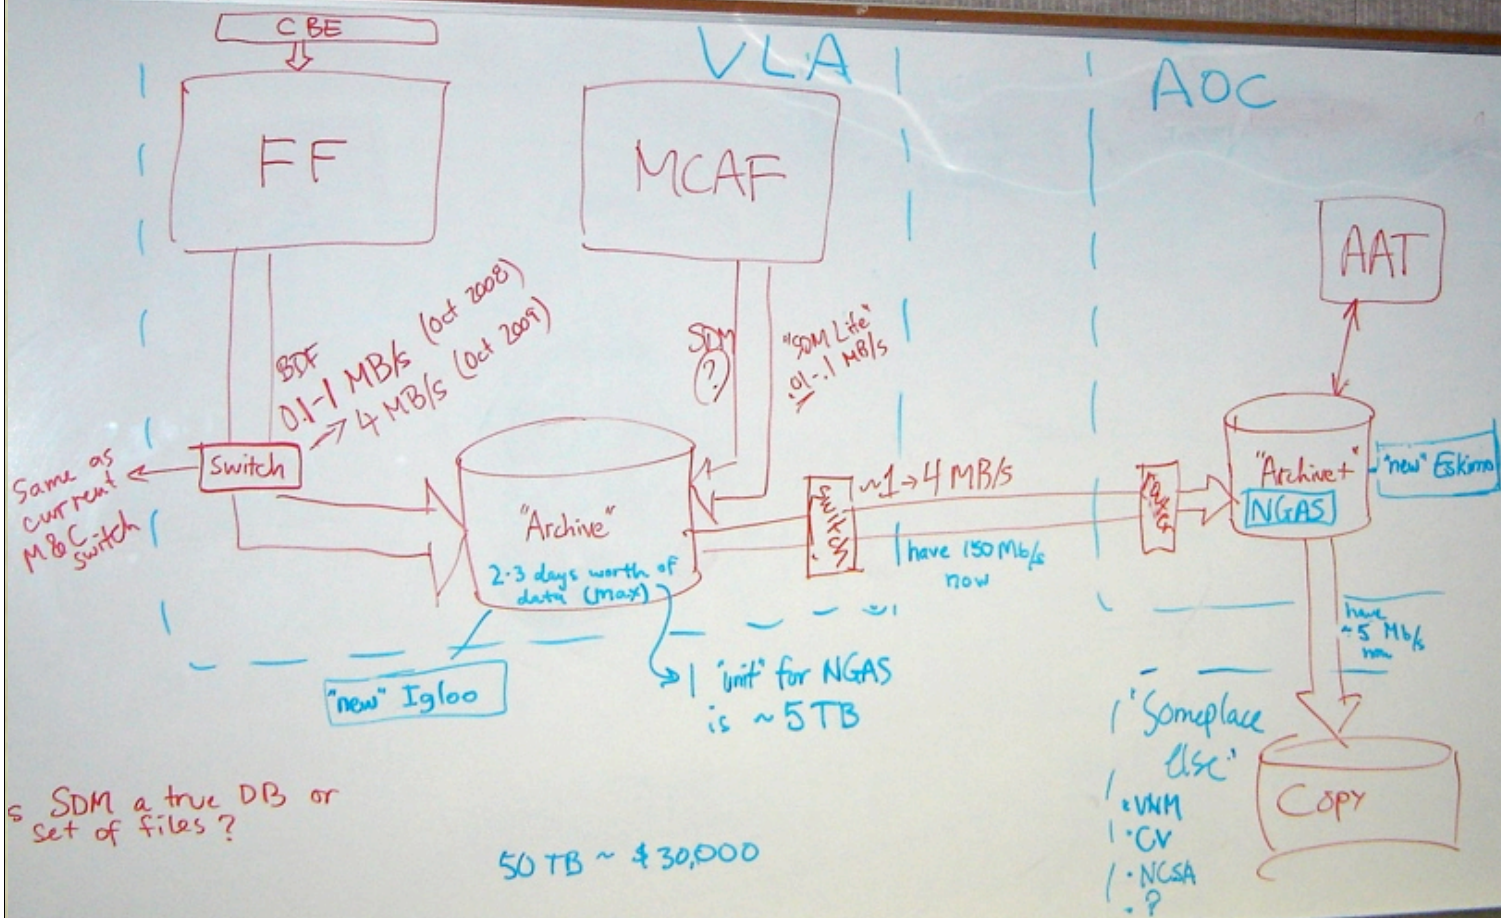 CBE
VLA
AOC
FF
MCAF
AAT
BDF
0.1-1 MB/s (Oct 2008)
→ 4 MB/s (Oct 2009)
SDM
?
"SDM Lite"
.01-.1 MB/s
switch
Same as
current
M&C
switch
"Archive"
2-3 days worth of
data (max)
switch
~1→4 MB/s
have 150 Mb/s
now
"Archive+"
NGAS
"new" Eskimo
have
~5 Mb/s
now
"new" Igloo
1 "unit" for NGAS
is ~5TB
"Someplace
Else"
• VNM
• CV
• NCSA
• ?
Copy
s SDM a true DB or
set of files?
50 TB ~ $30,000